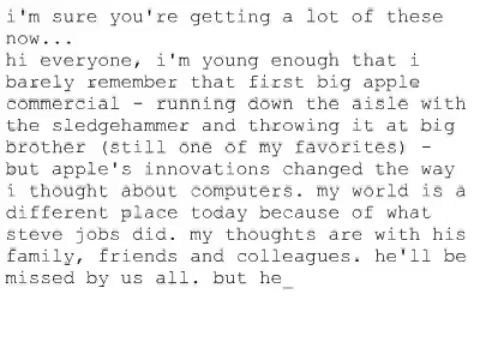 i'm sure you're getting a lot of these
now...
hi everyone, i'm young enough that i
barely remember that first big apple
commercial - running down the aisle with
the sledgehammer and throwing it at big
brother (still one of my favorites) -
but apple's innovations changed the way
i thought about computers. my world is a
different place today because of what
steve jobs did. my thoughts are with his
family, friends and colleagues. he'll be
missed by us all. but he_